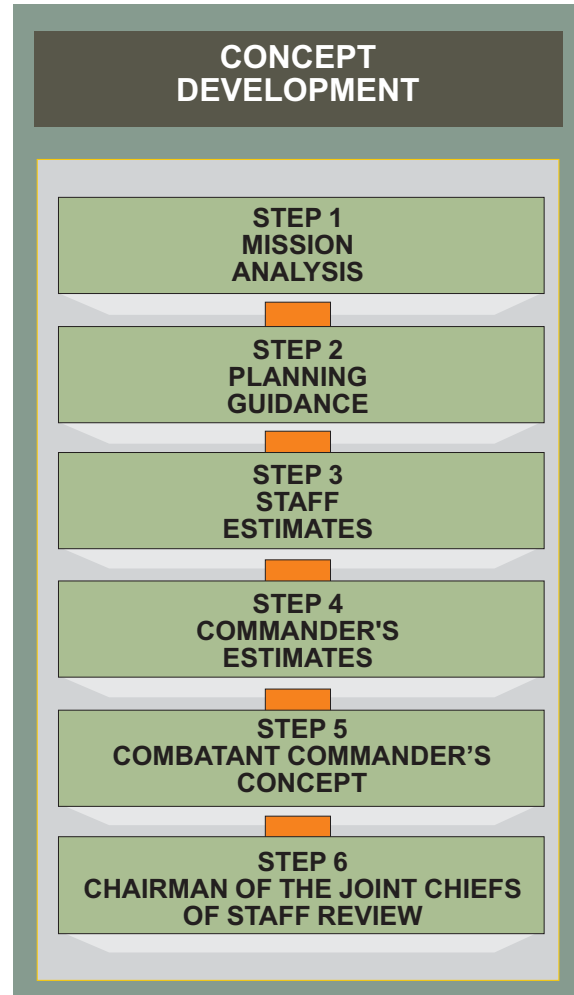 CONCEPT
DEVELOPMENT
STEP 1
MISSION
ANALYSIS
STEP 2
PLANNING
GUIDANCE
STEP 3
STAFF
ESTIMATES
STEP 4
COMMANDER'S
ESTIMATES
STEP 5
COMBATANT COMMANDER’S
CONCEPT
STEP 6
CHAIRMAN OF THE JOINT CHIEFS
OF STAFF REVIEW